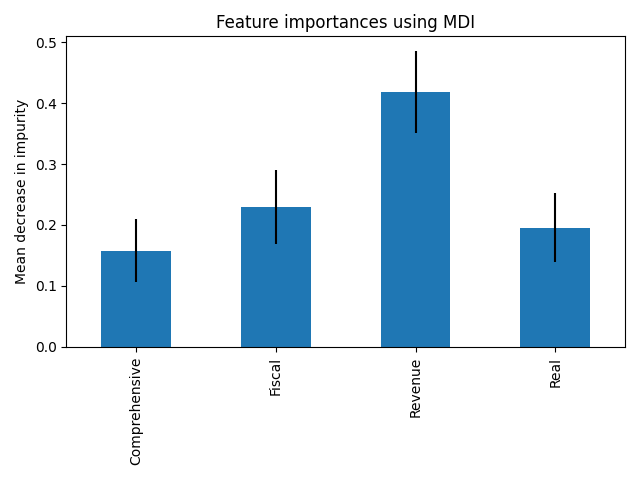 Feature importances using MDI
Mean decrease in impurity
0.5
0.4
0.3
0.2
0.1
0.0
Comprehensive
Fiscal
Revenue
Real